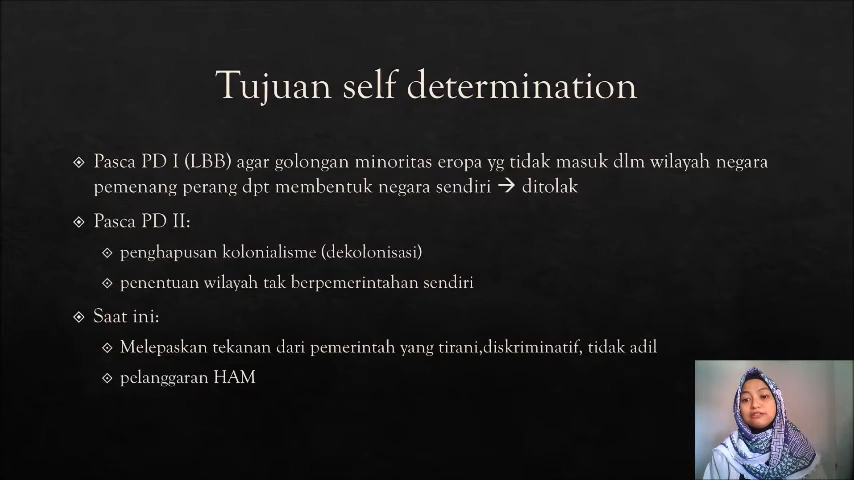 Tujuan self determination
Pasca PD I (LBB) agar golongan minoritas eropa yg tidak masuk dlm wilayah negara
pemenang perang dpt membentuk negara sendiri → ditolak
Pasca PD II:
penghapusan kolonialisme (dekolonisasi)
penentuan wilayah tak berpemerintahan sendiri
Saat ini:
Melepaskan tekanan dari pemerintah yang tirani,diskriminatif, tidak adil
pelanggaran HAM